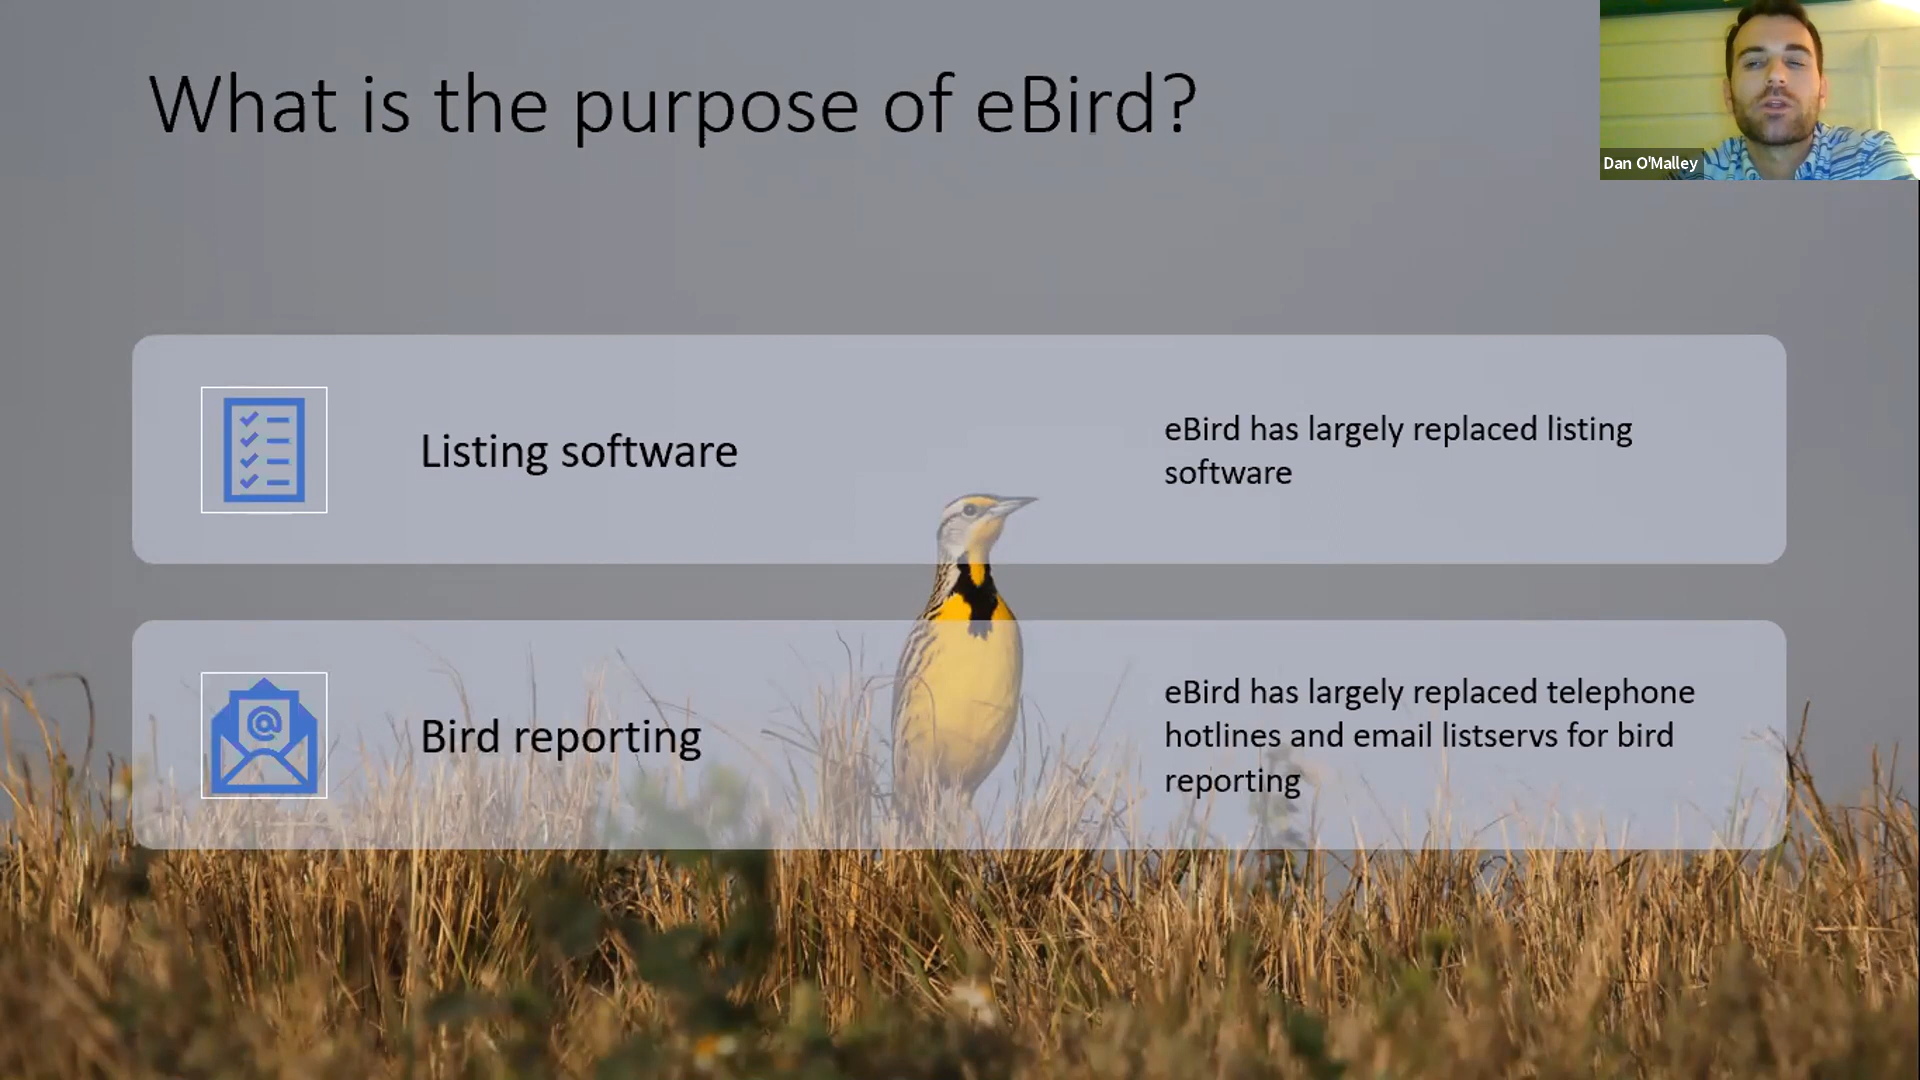 What is the purpose of eBird?
Dan O'Malley
Listing software
eBird has largely replaced listing
software
Bird reporting
eBird has largely replaced telephone
hotlines and email listservs for bird
reporting